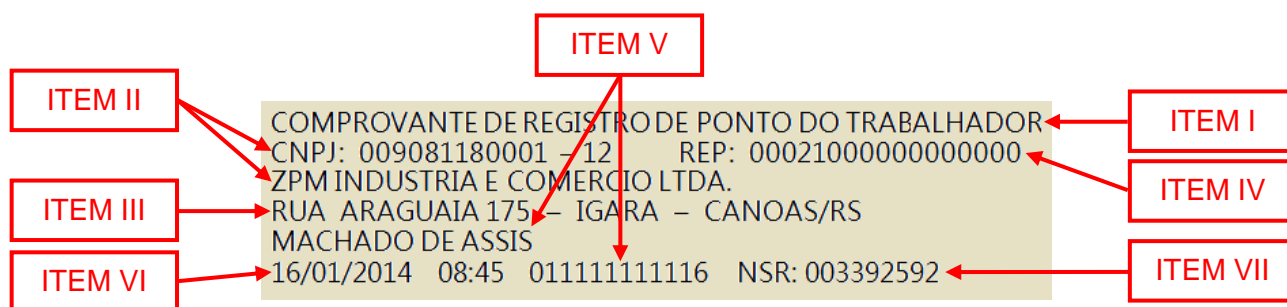 ITEM V
ITEM II
ITEM I
COMPROVANTE DE REGISTRO DE PONTO DO TRABALHADOR
CNPJ: 009081180001 – 12 REP: 00021000000000000
ITEM IV
ZPM INDUSTRIA E COMERCIO LTDA.
ITEM III
RUA ARAGUAIA 175 – IGARA – CANOAS/RS
MACHADO DE ASSIS
ITEM VI
16/01/2014 08:45 011111111116 NSR: 003392592
ITEM VII